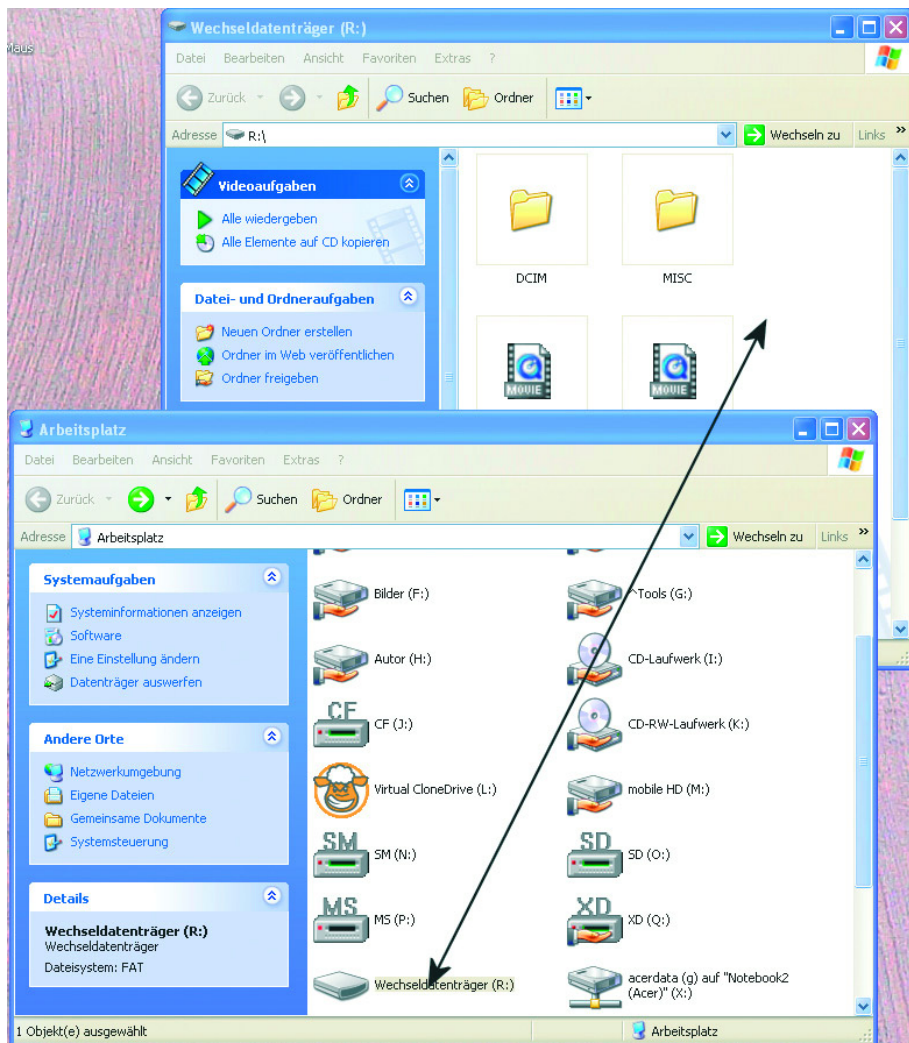 Maus
Wechseldatenträger (R:)
Datei Bearbeiten Ansicht Favoriten Extras ?
Zurück Suchen Ordner
Adresse R:\ Wechseln zu Links »
Videoaufgaben
Alle wiedergeben
Alle Elemente auf CD kopieren
Datei- und Ordneraufgaben
Neuen Ordner erstellen
Ordner im Web veröffentlichen
Ordner freigeben
DCIM MISC
MOVIE MOVIE
Arbeitsplatz
Datei Bearbeiten Ansicht Favoriten Extras ?
Zurück Suchen Ordner
Adresse Arbeitsplatz Wechseln zu Links »
Systemaufgaben
Systeminformationen anzeigen
Software
Eine Einstellung ändern
Datenträger auswerfen
Andere Orte
Netzwerkumgebung
Eigene Dateien
Gemeinsame Dokumente
Systemsteuerung
Details
Wechseldatenträger (R:)
Wechseldatenträger
Dateisystem: FAT
Bilder (F:) ^Tools (G:)
Autor (H:) CD-Laufwerk (I:)
CF CF (J:) CD-RW-Laufwerk (K:)
Virtual CloneDrive (L:) mobile HD (M:)
SM SM (N:) SD SD (O:)
MS MS (P:) XD XD (Q:)
Wechseldatenträger (R:) acerdata (g) auf "Notebook2
(Acer)" (X:)
1 Objekt(e) ausgewählt Arbeitsplatz